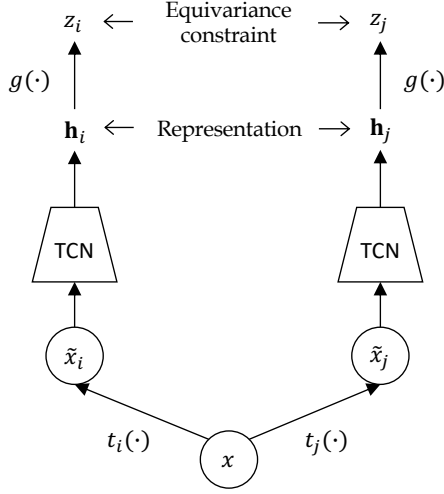 z_i Equivariance constraint z_j
g(·) g(·)
h_i Representation h_j
TCN TCN
x̃_i x̃_j
t_i(·) t_j(·)
x